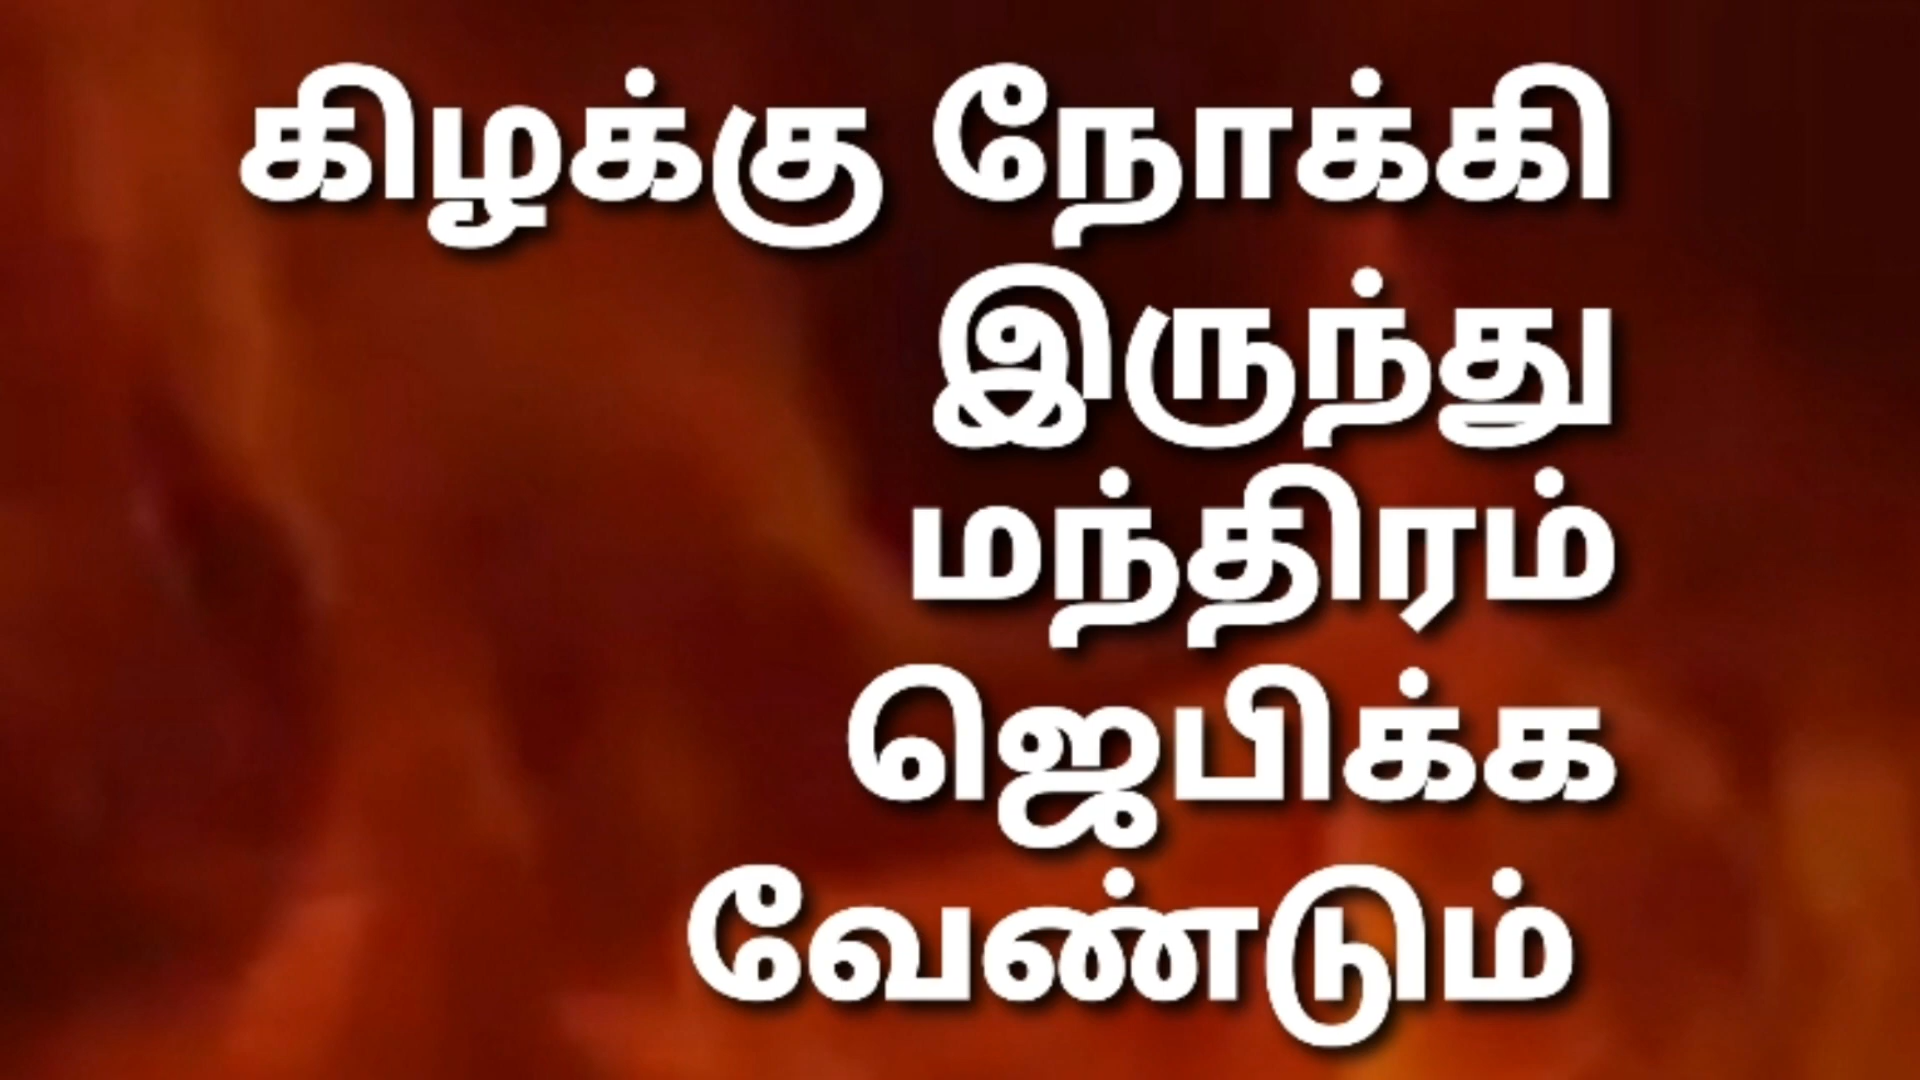 கிழக்கு நோக்கி
இருந்து
மந்திரம்
ஜெபிக்க
வேண்டும்